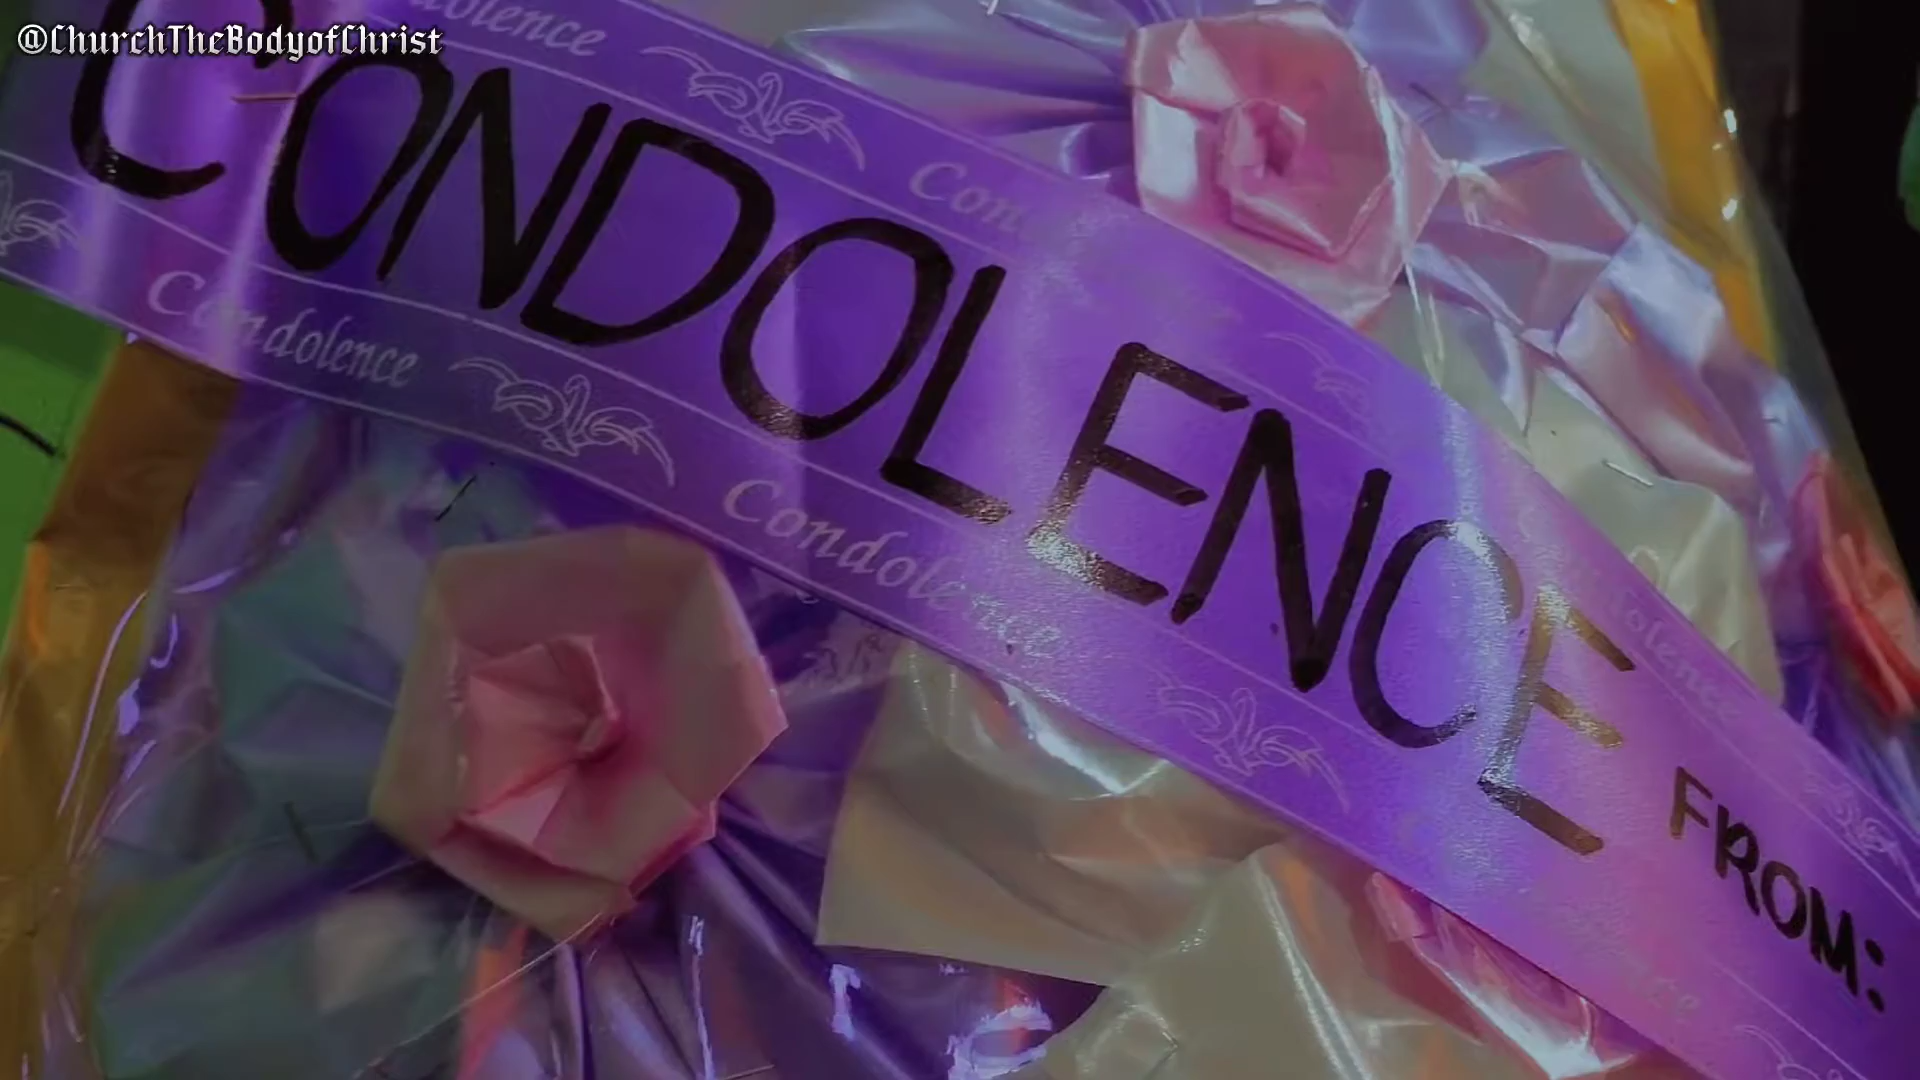 @ChurchTheBodyofChrist
Condolence
CONDOLENCE
FROM:
Condolence
Condolence